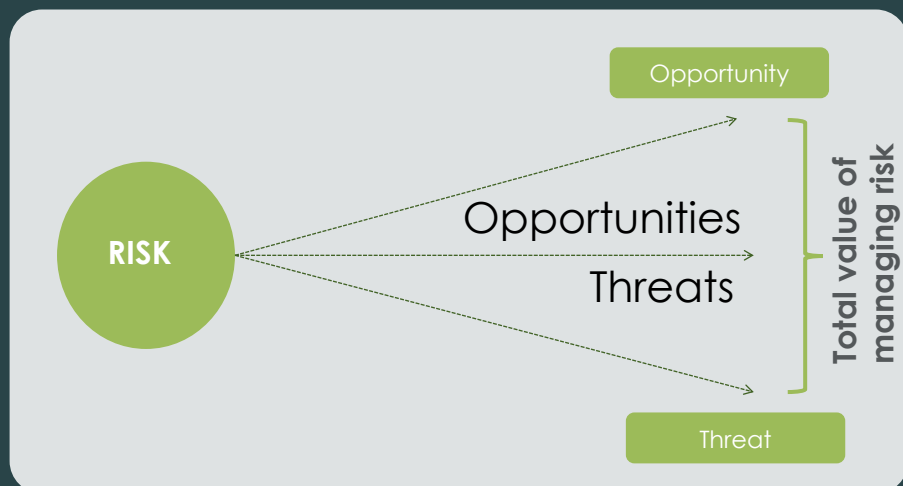 Opportunity
Opportunities
RISK
Threats
Total value of
managing risk
Threat